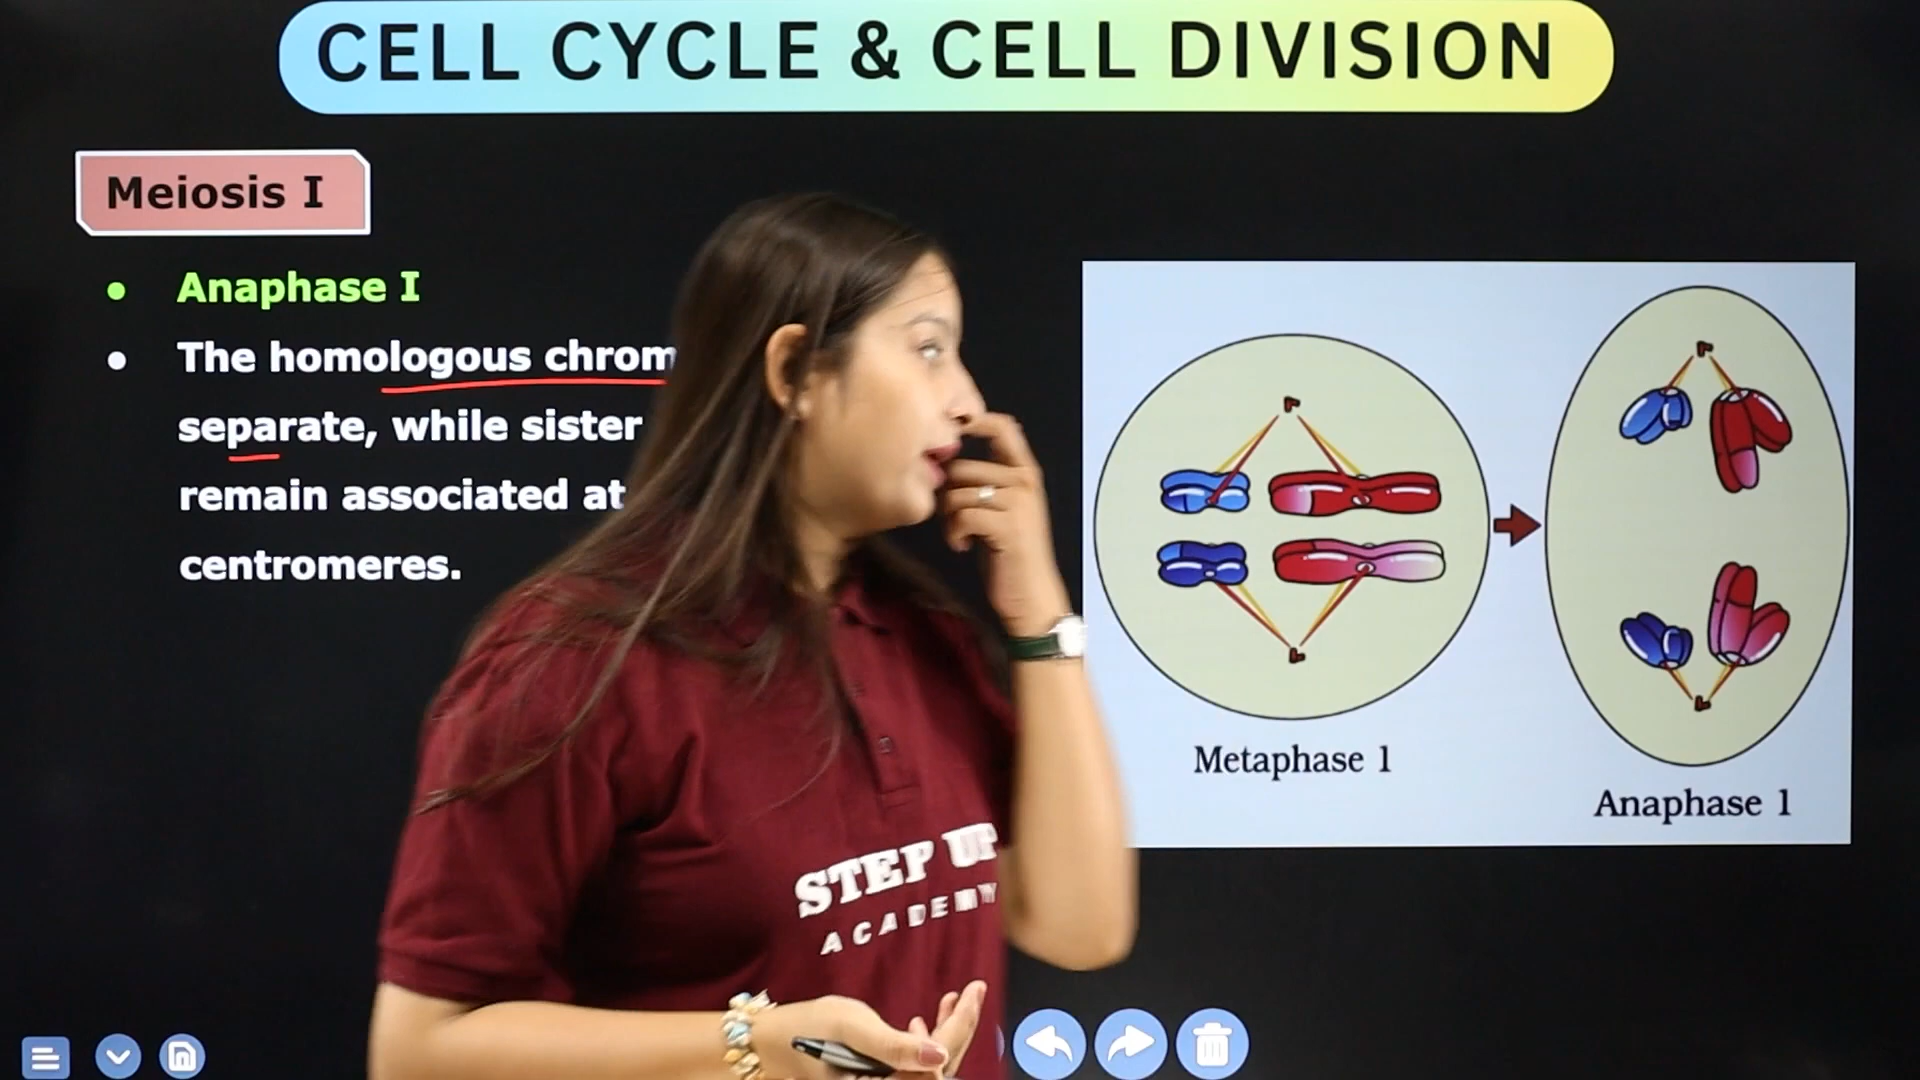 CELL CYCLE & CELL DIVISION
Meiosis I
Anaphase I
The homologous chrom
separate, while sister
remain associated at
centromeres.
Metaphase 1
Anaphase 1
STEP UP
ACADEMY